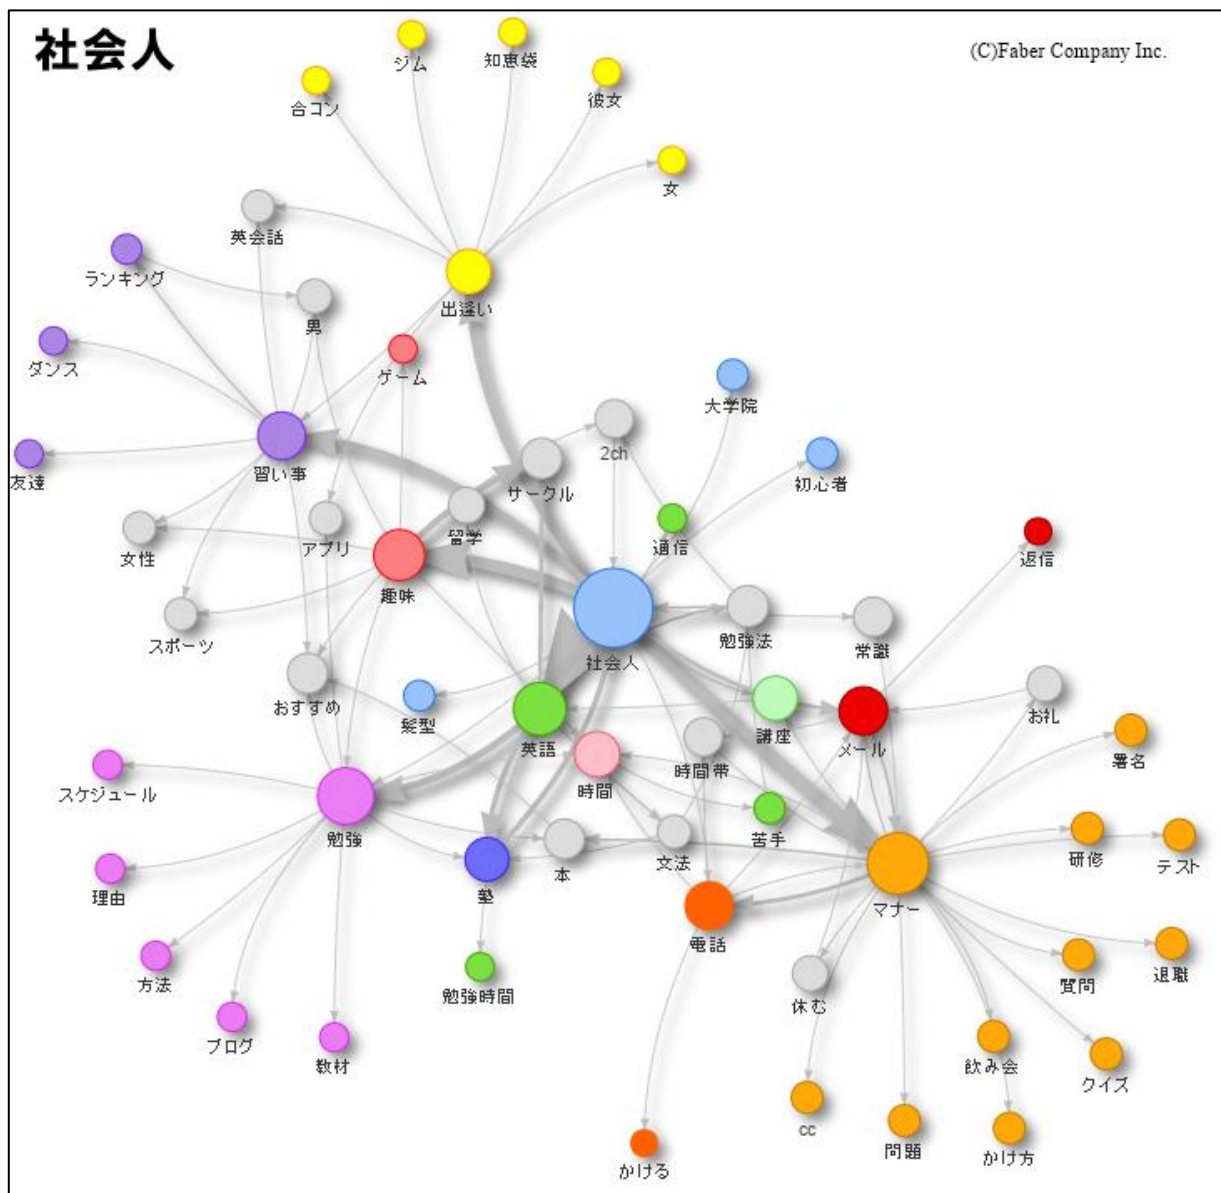 社会人
(C)Faber Company Inc.
ジム
知恵袋
彼女
合コン
女
英会話
ランキング
出逢い
男
ダンス
ゲーム
大学院
2ch
習い事
友達
サークル
初心者
留学
通信
アプリ
女性
返信
趣味
スポーツ
勉強法
常識
社会人
おすすめ
髪型
英語
講座
メール
お礼
時間
時間帯
署名
スケジュール
勉強
苦手
研修
テスト
本
文法
理由
塾
マナー
電話
方法
勉強時間
休む
質問
退職
ブログ
教材
飲み会
クイズ
cc
問題
かけ方
かける